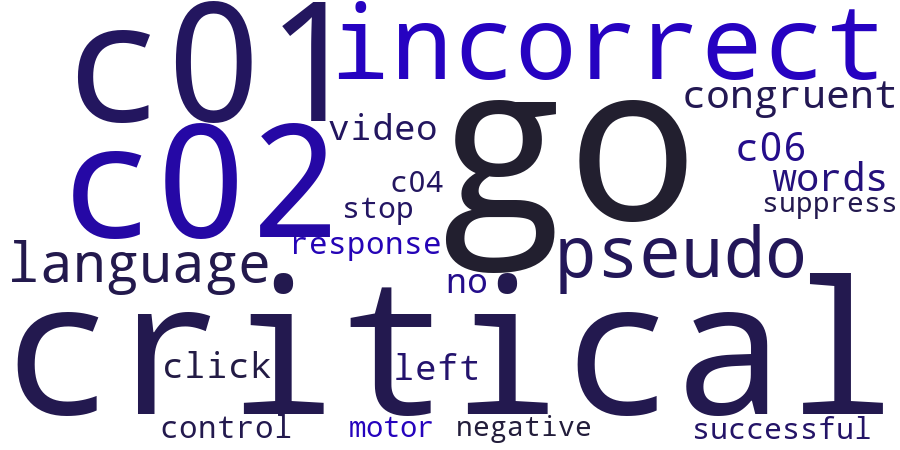 c01
incorrect
congruent
video
go
c02
c06
words
c04
suppress
stop
response
pseudo
language
no
critical
click
left
control
motor
negative
successful